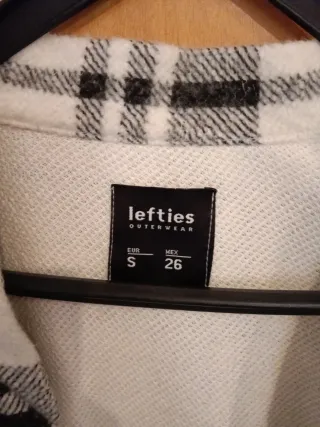 lefties
OUTERWEAR
EUR MEX
S 26